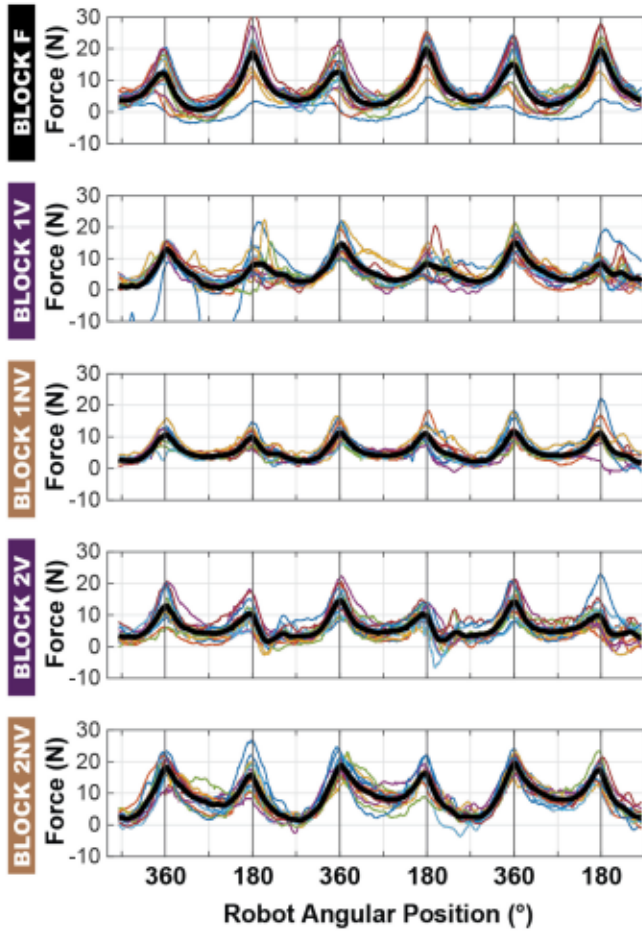 BLOCK F
Force (N)
30
20
10
0
-10
BLOCK 1V
Force (N)
30
20
10
0
-10
BLOCK 1NV
Force (N)
30
20
10
0
-10
BLOCK 2V
Force (N)
30
20
10
0
-10
BLOCK 2NV
Force (N)
30
20
10
0
-10
360 180 360 180 360 180
Robot Angular Position (°)